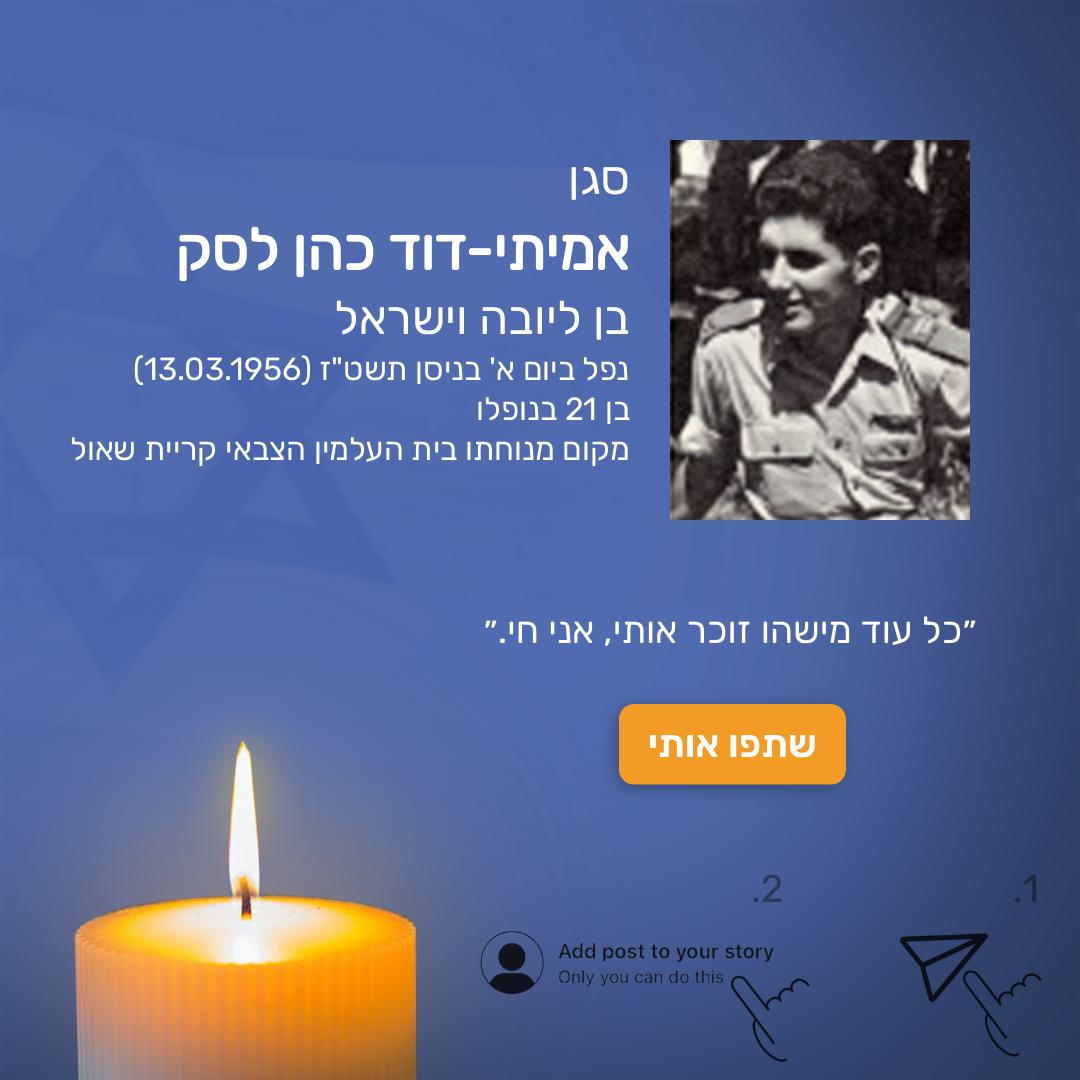 סגן
אמיתי-דוד כהן לסק
בן ליובה וישראל
נפל ביום א' בניסן תשט"ז (13.03.1956)
בן 21 בנופלו
מקום מנוחתו בית העלמין הצבאי קריית שאול
״כל עוד מישהו זוכר אותי, אני חי.״
שתפו אותי
.1
.2
Add post to your story
Only you can do this